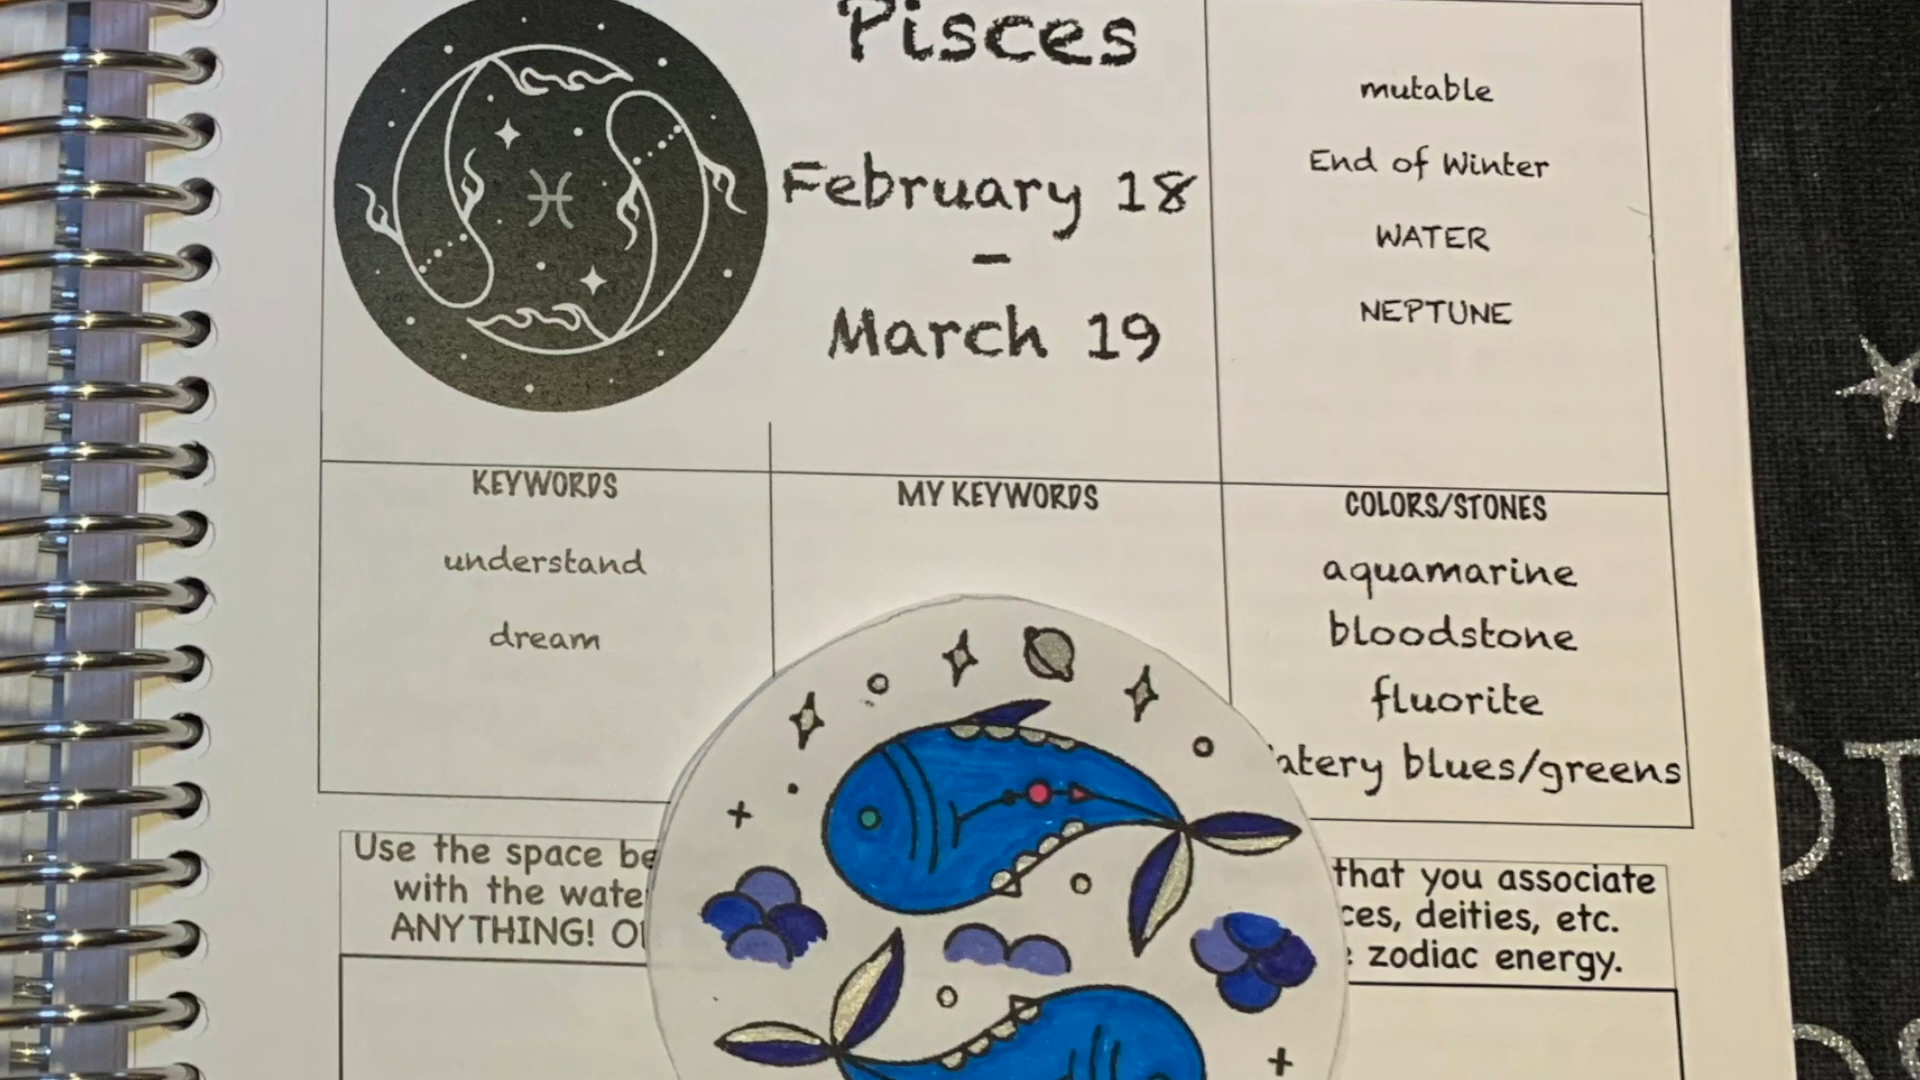 Pisces
February 18
-
March 19
mutable
End of Winter
WATER
NEPTUNE
KEYWORDS
understand
dream
MY KEYWORDS
COLORS/STONES
aquamarine
bloodstone
fluorite
blues/greens
Use the space
with the
ANYTHING!
that you associate
deities, etc.
zodiac energy.